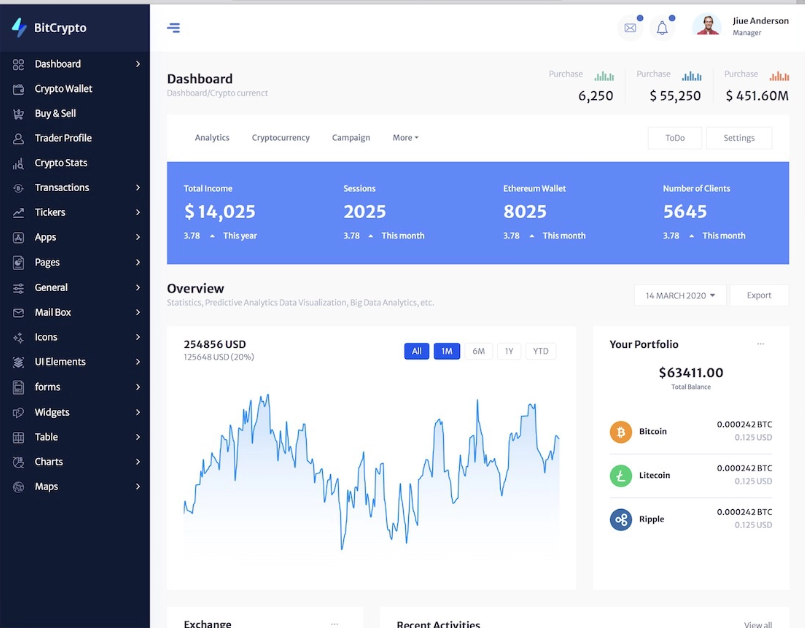 BitCrypto
Dashboard
Crypto Wallet
Buy & Sell
Trader Profile
Crypto Stats
Transactions
Tickers
Apps
Pages
General
Mail Box
Icons
UI Elements
forms
Widgets
Table
Charts
Maps
Jiue Anderson
Manager
Dashboard
Dashboard/Crypto currenct
Purchase
6,250
Purchase
$ 55,250
Purchase
$ 451.60M
Analytics Cryptocurrency Campaign More
ToDo Settings
Total Income
$ 14,025
3.78 This year
Sessions
2025
3.78 This month
Ethereum Wallet
8025
3.78 This month
Number of Clients
5645
3.78 This month
Overview
Statistics, Predictive Analytics Data Visualization, Big Data Analytics, etc.
14 MARCH 2020 Export
254856 USD
125648 USD (20%)
All 1M 6M 1Y YTD
Your Portfolio
$63411.00
Total Balance
Bitcoin 0.000242 BTC
0.125 USD
Litecoin 0.000242 BTC
0.125 USD
Ripple 0.000242 BTC
0.125 USD
Exchange
Recent Activities View all